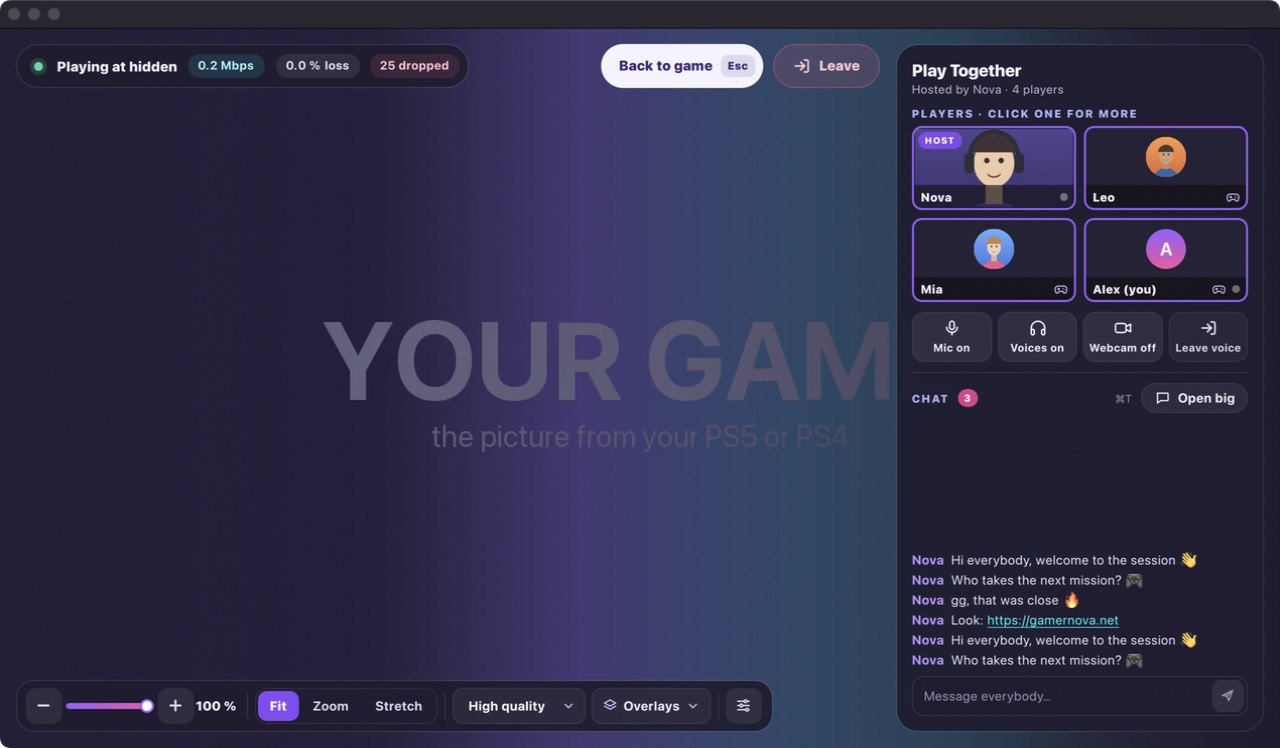 Playing at hidden 0.2 Mbps 0.0 % loss 25 dropped
Back to game Esc
Leave
Play Together
Hosted by Nova · 4 players
PLAYERS · CLICK ONE FOR MORE
HOST
Nova
Leo
Mia
A
Alex (you)
Mic on
Voices on
Webcam off
Leave voice
CHAT 3
⌘T
Open big
YOUR GAM
the picture from your PS5 or PS4
Nova Hi everybody, welcome to the session 👋
Nova Who takes the next mission? 🎮
Nova gg, that was close 🔥
Nova Look: https://gamernova.net
Nova Hi everybody, welcome to the session 👋
Nova Who takes the next mission? 🎮
Message everybody…
− + 100 %
Fit Zoom Stretch
High quality
Overlays